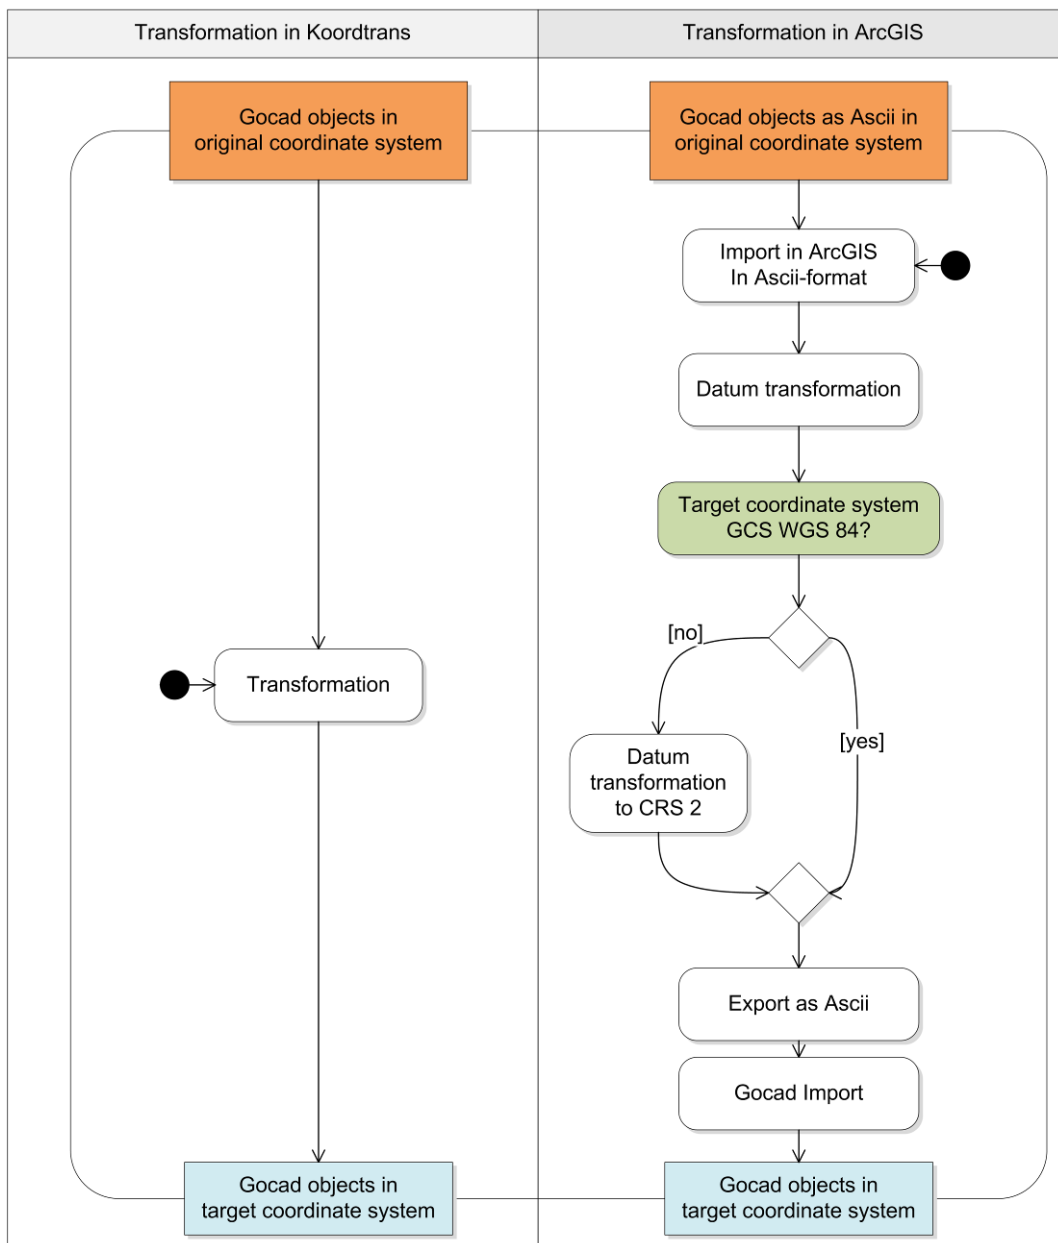 Transformation in Koordtrans
Transformation in ArcGIS
Gocad objects in
original coordinate system
Gocad objects as Ascii in
original coordinate system
Import in ArcGIS
In Ascii-format
Datum transformation
Target coordinate system
GCS WGS 84?
[no]
Transformation
[yes]
Datum
transformation
to CRS 2
Export as Ascii
Gocad Import
Gocad objects in
target coordinate system
Gocad objects in
target coordinate system